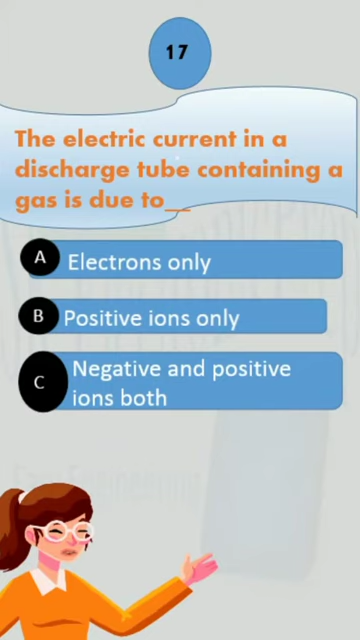 17
The electric current in a
discharge tube containing a
gas is due to__
A Electrons only
B Positive ions only
C Negative and positive
ions both